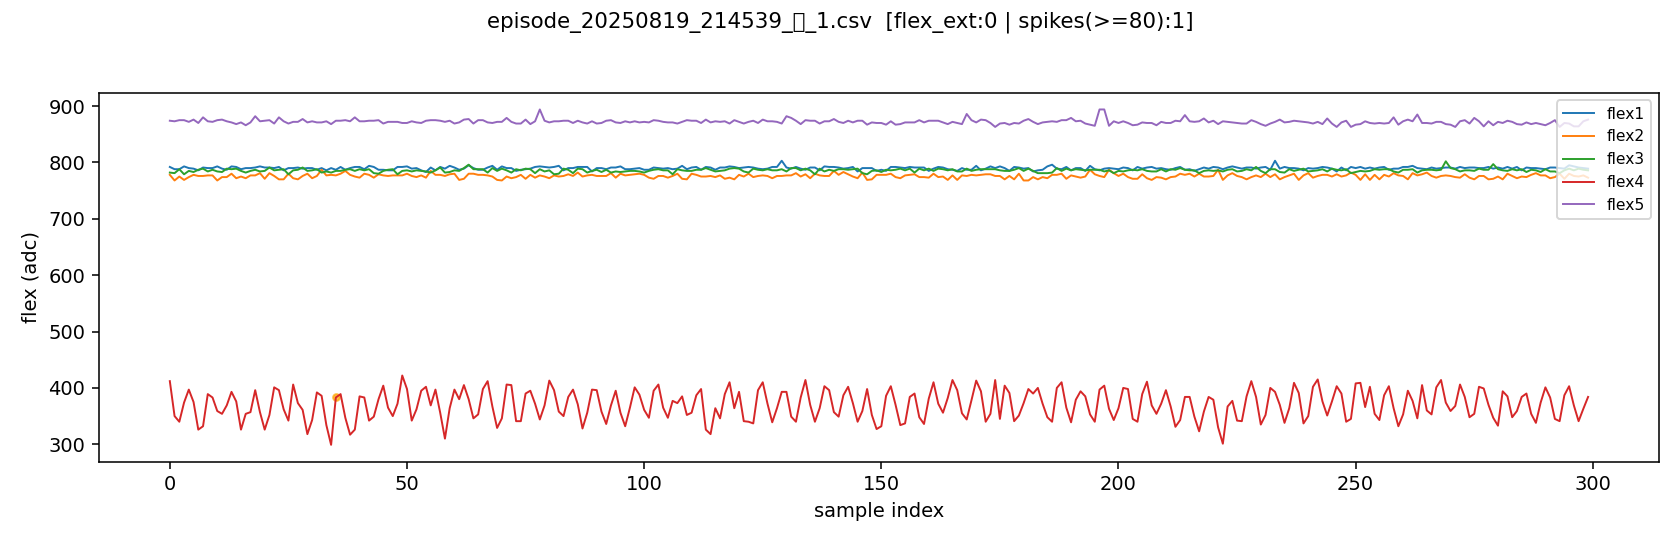 episode_20250819_214539_▯_1.csv [flex_ext:0 | spikes(>=80):1]
900
800
700
600
500
400
300
flex (adc)
0 50 100 150 200 250 300
sample index
flex1
flex2
flex3
flex4
flex5